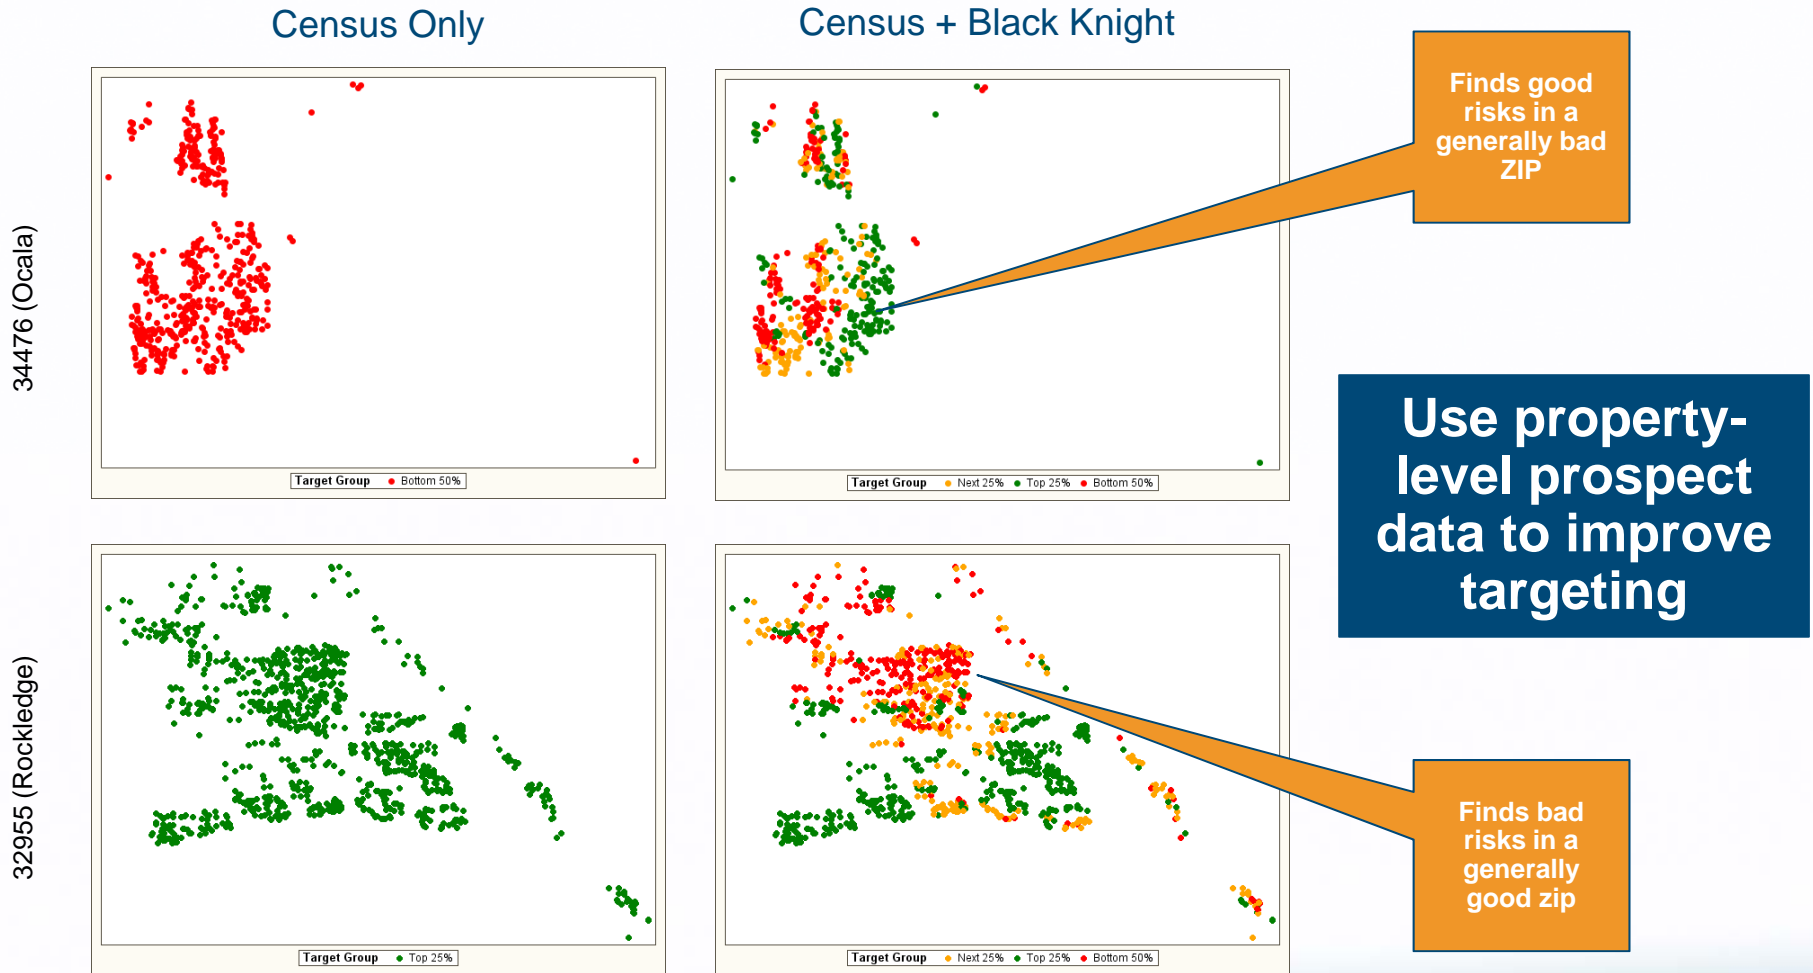 Census Only
Census + Black Knight
34476 (Ocala)
Target Group Bottom 50%
Target Group Next 25% Top 25% Bottom 50%
Finds good
risks in a
generally bad
ZIP
Use property-
level prospect
data to improve
targeting
32955 (Rockledge)
Target Group Top 25%
Target Group Next 25% Top 25% Bottom 50%
Finds bad
risks in a
generally
good zip